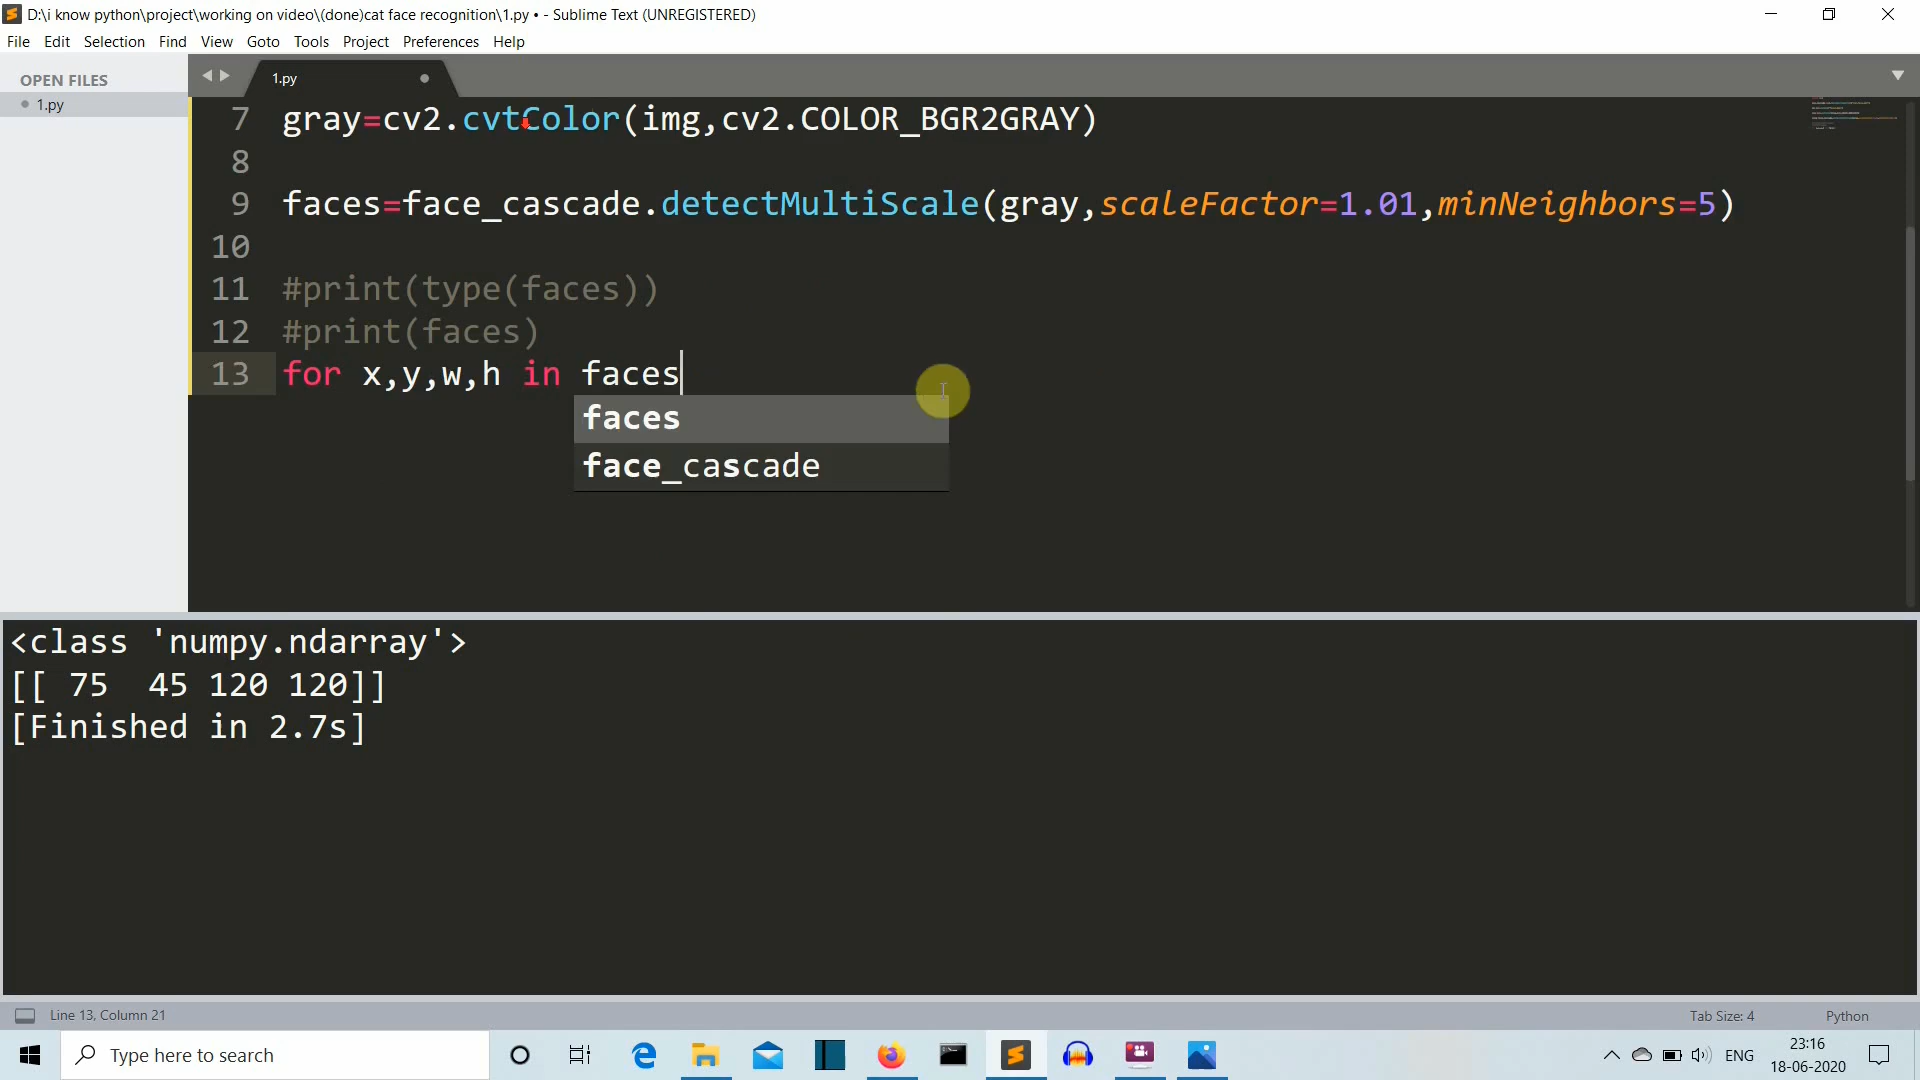 D:\i know python\project\working on video\(done)cat face recognition\1.py • - Sublime Text (UNREGISTERED)
File Edit Selection Find View Goto Tools Project Preferences Help
OPEN FILES
1.py
1.py
7 gray=cv2.cvtColor(img,cv2.COLOR_BGR2GRAY)
8
9 faces=face_cascade.detectMultiScale(gray,scaleFactor=1.01,minNeighbors=5)
10
11 #print(type(faces))
12 #print(faces)
13 for x,y,w,h in faces
faces
face_cascade
<class 'numpy.ndarray'>
[[ 75  45 120 120]]
[Finished in 2.7s]
Line 13, Column 21
Tab Size: 4
Python
Type here to search
ENG
23:16
18-06-2020